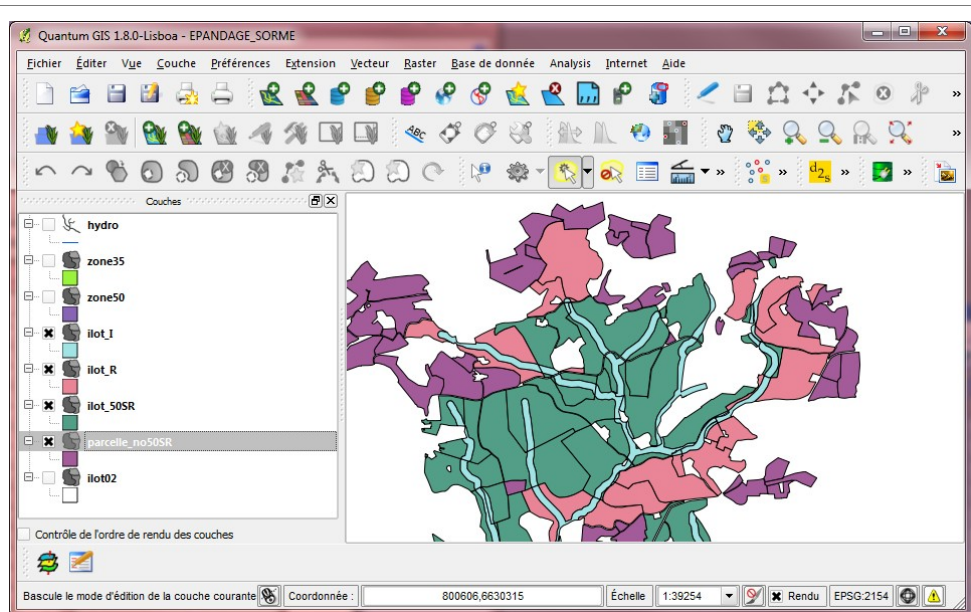 Quantum GIS 1.8.0-Lisboa - EPANDAGE_SORME
Fichier Éditer Vue Couche Préférences Extension Vecteur Raster Base de donnée Analysis Internet Aide
ABC
d2s
Couches
hydro
zone35
zone50
ilot_I
ilot_R
ilot_50SR
parcelle_no50SR
ilot02
Contrôle de l'ordre de rendu des couches
Bascule le mode d'édition de la couche courante Coordonnée : 800606,6630315 Échelle 1:39254 Rendu EPSG:2154